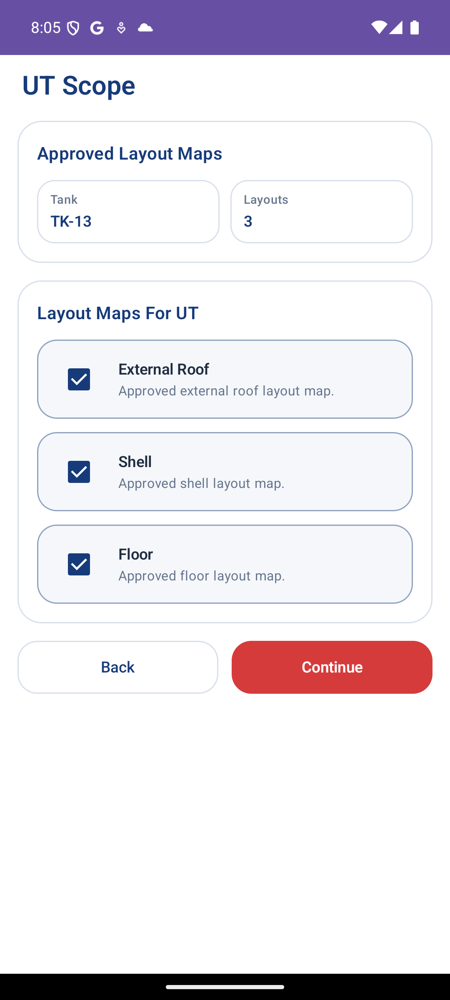 8:05
UT Scope
Approved Layout Maps
Tank
TK-13
Layouts
3
Layout Maps For UT
External Roof
Approved external roof layout map.
Shell
Approved shell layout map.
Floor
Approved floor layout map.
Back
Continue